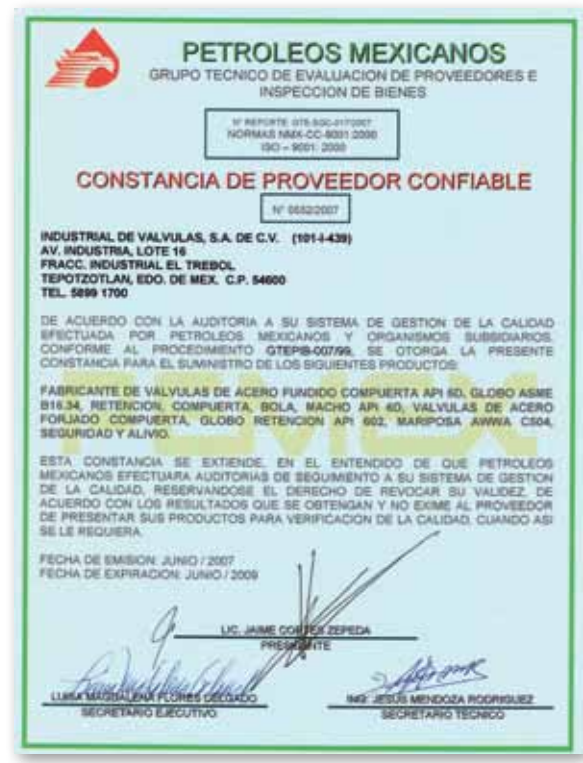 PETROLEOS MEXICANOS
GRUPO TECNICO DE EVALUACION DE PROVEEDORES E
INSPECCION DE BIENES
N° REPORTE: GTE-SGC-017/2007
NORMAS NMX-CC-9001:2000
ISO – 9001: 2000
CONSTANCIA DE PROVEEDOR CONFIABLE
N° 0552/2007
INDUSTRIAL DE VALVULAS, S.A. DE C.V. (101-I-439)
AV. INDUSTRIA, LOTE 16
FRACC. INDUSTRIAL EL TREBOL
TEPOTZOTLAN, EDO. DE MEX. C.P. 54600
TEL. 5899 1700
DE ACUERDO CON LA AUDITORIA A SU SISTEMA DE GESTION DE LA CALIDAD
EFECTUADA POR PETROLEOS MEXICANOS Y ORGANISMOS SUBSIDIARIOS,
CONFORME AL PROCEDIMIENTO GTEPIB-007/99, SE OTORGA LA PRESENTE
CONSTANCIA PARA EL SUMINISTRO DE LOS SIGUIENTES PRODUCTOS:
FABRICANTE DE VALVULAS DE ACERO FUNDIDO COMPUERTA API 6D, GLOBO ASME
B16.34, RETENCION, COMPUERTA, BOLA, MACHO API 6D, VALVULAS DE ACERO
FORJADO COMPUERTA, GLOBO RETENCION API 602, MARIPOSA AWWA C504,
SEGURIDAD Y ALIVIO.
PEMEX
ESTA CONSTANCIA SE EXTIENDE, EN EL ENTENDIDO DE QUE PETROLEOS
MEXICANOS EFECTUARA AUDITORIAS DE SEGUIMIENTO A SU SISTEMA DE GESTION
DE LA CALIDAD, RESERVANDOSE EL DERECHO DE REVOCAR SU VALIDEZ, DE
ACUERDO CON LOS RESULTADOS QUE SE OBTENGAN Y NO EXIME AL PROVEEDOR
DE PRESENTAR SUS PRODUCTOS PARA VERIFICACION DE LA CALIDAD, CUANDO ASI
SE LE REQUIERA.
FECHA DE EMISION: JUNIO / 2007
FECHA DE EXPIRACION: JUNIO / 2009
LIC. JAIME CORTES ZEPEDA
PRESIDENTE
LUISA MAGDALENA FLORES DELGADO
SECRETARIO EJECUTIVO
ING. JESUS MENDOZA RODRIGUEZ
SECRETARIO TECNICO